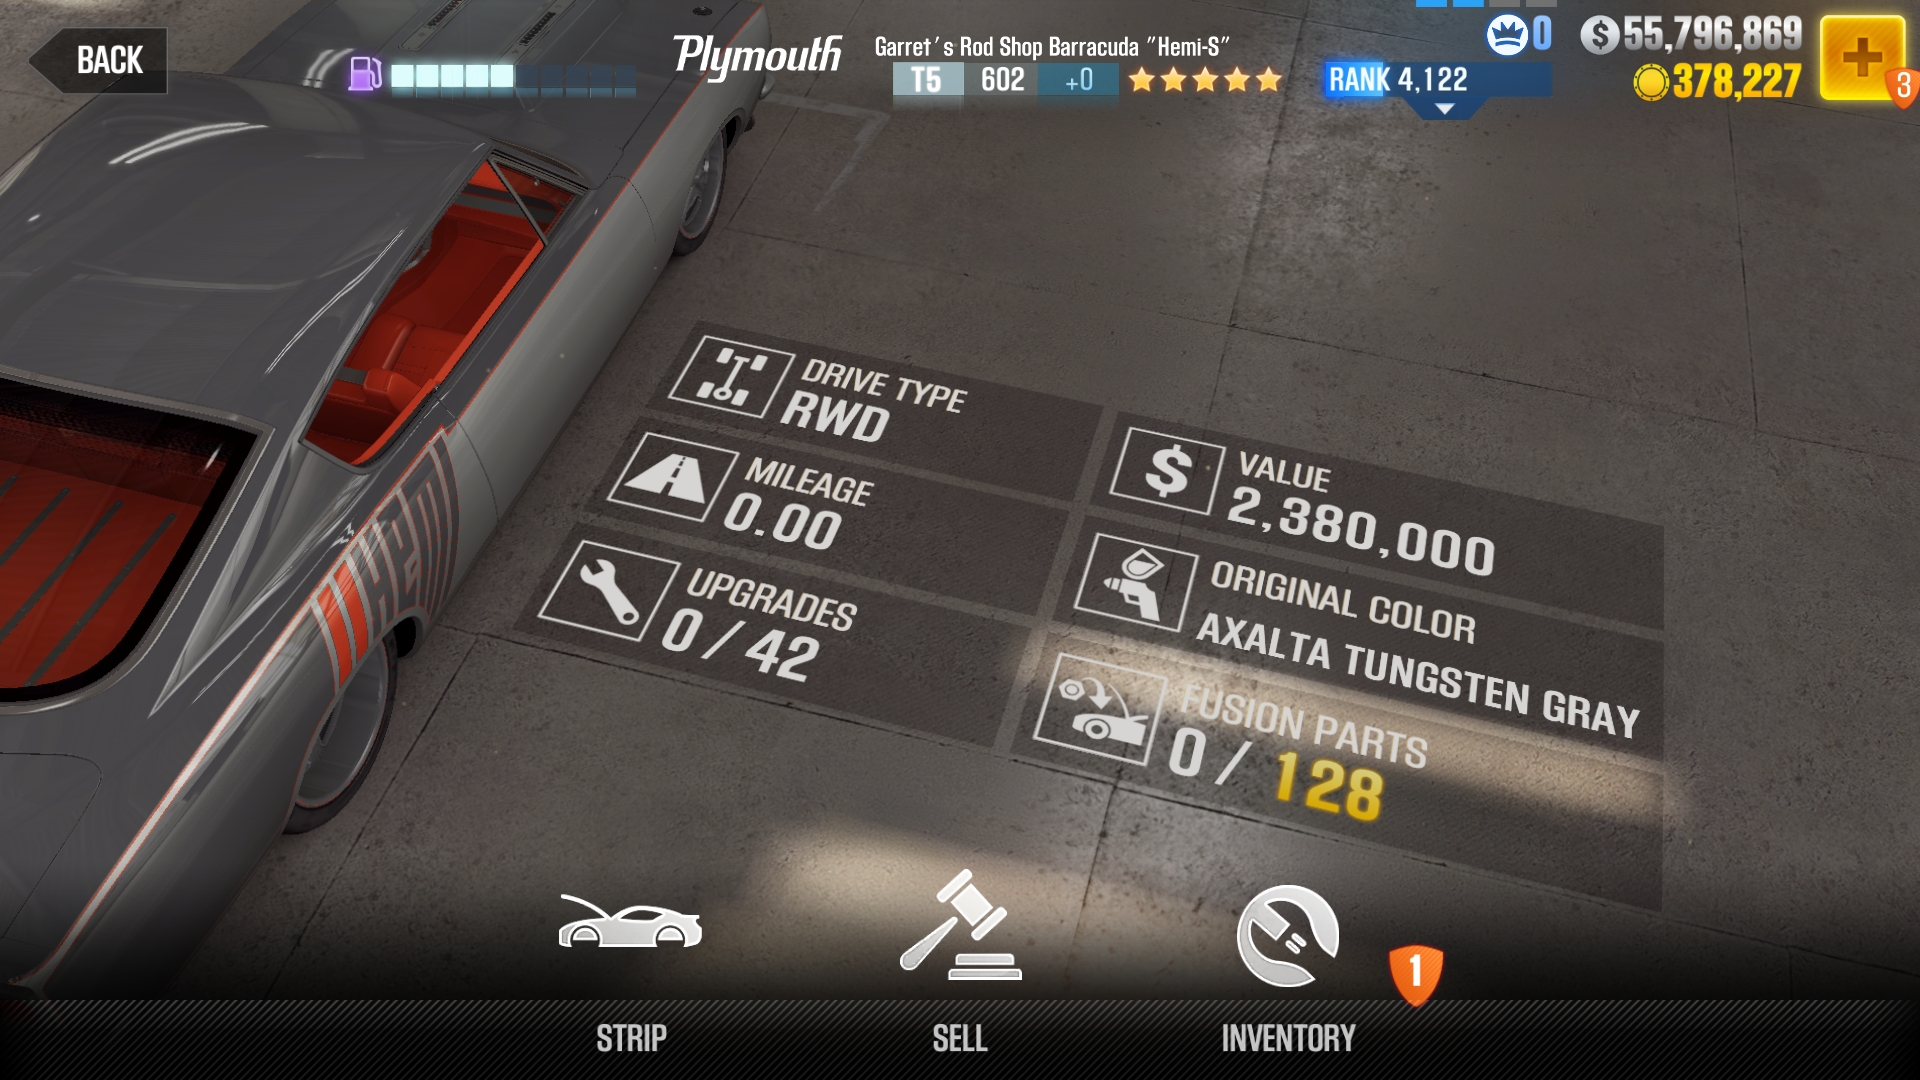 BACK
Plymouth
Garret's Rod Shop Barracuda "Hemi-S"
T5 602 +0
RANK 4,122
0
$ 55,796,869
378,227
3
DRIVE TYPE
RWD
MILEAGE
0.00
UPGRADES
0 / 42
$ VALUE
2,380,000
ORIGINAL COLOR
AXALTA TUNGSTEN GRAY
FUSION PARTS
0 / 128
1
STRIP
SELL
INVENTORY